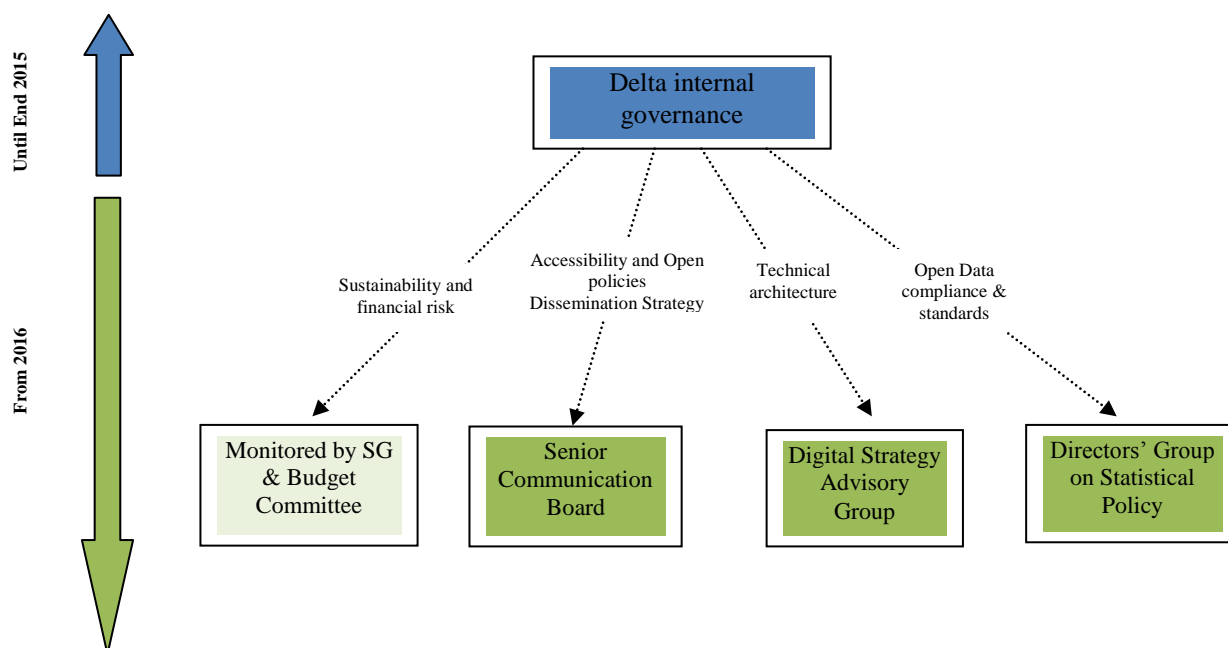 Until End 2015
Delta internal
governance
Accessibility and Open
policies
Dissemination Strategy
Sustainability and
financial risk
Technical
architecture
Open Data
compliance &
standards
From 2016
Monitored by SG
& Budget
Committee
Senior
Communication
Board
Digital Strategy
Advisory
Group
Directors’ Group
on Statistical
Policy